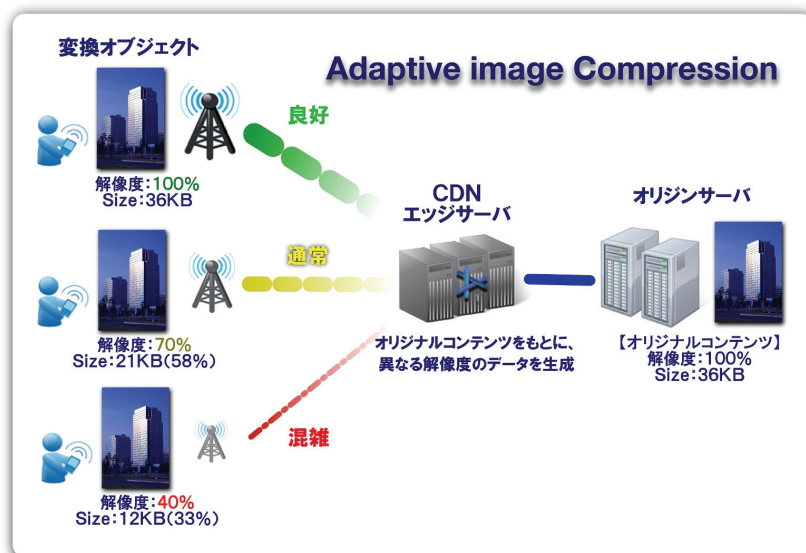 変換オブジェクト
Adaptive image Compression
解像度:100%
Size:36KB
良好
通常
解像度:70%
Size:21KB(58%)
混雑
解像度:40%
Size:12KB(33%)
CDN
エッジサーバ
オリジナルコンテンツをもとに、
異なる解像度のデータを生成
オリジンサーバ
【オリジナルコンテンツ】
解像度:100%
Size:36KB